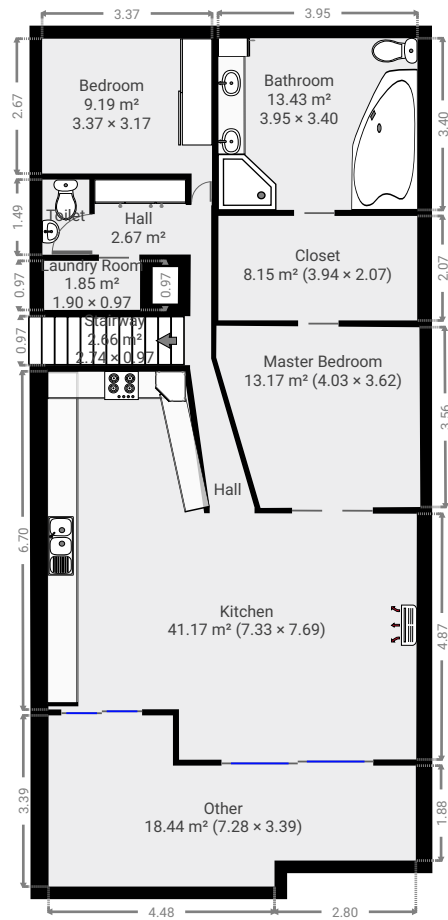 3.37
3.95
2.67
Bedroom
9.19 m²
3.37 × 3.17
Bathroom
13.43 m²
3.95 × 3.40
3.40
1.49
Toilet
Hall
2.67 m²
Closet
8.15 m² (3.94 × 2.07)
2.07
0.97
Laundry Room
1.85 m²
1.90 × 0.97
0.97
0.97
Stairway
2.66 m²
2.74 × 0.97
Master Bedroom
13.17 m² (4.03 × 3.62)
3.56
Hall
6.70
Kitchen
41.17 m² (7.33 × 7.69)
4.87
3.39
Other
18.44 m² (7.28 × 3.39)
1.88
4.48
2.80